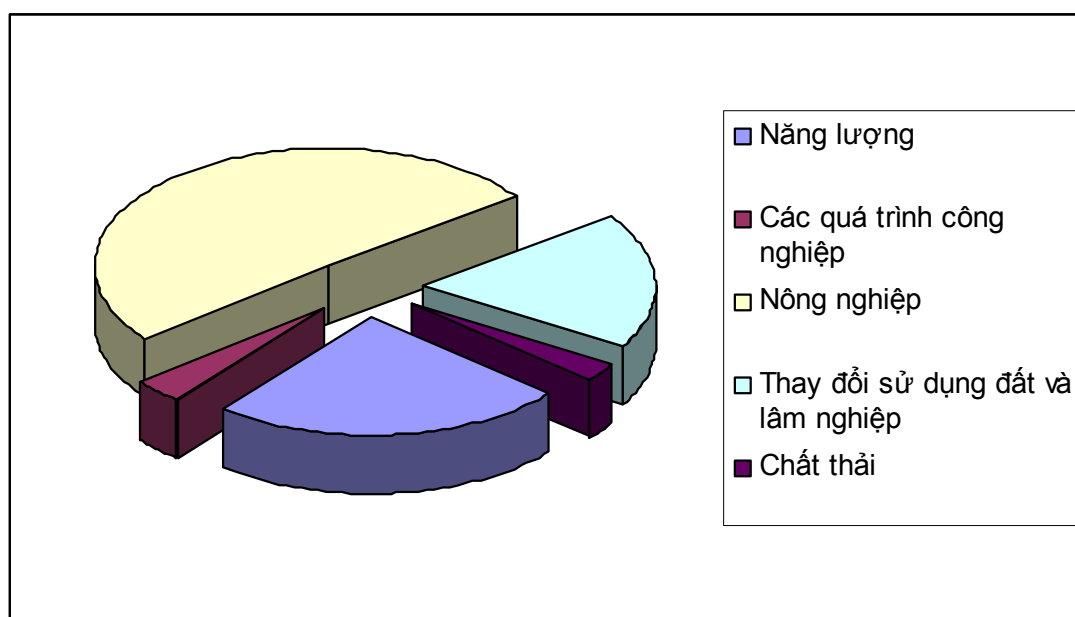 Năng lượng
Các quá trình công
nghiệp
Nông nghiệp
Thay đổi sử dụng đất và
lâm nghiệp
Chất thải